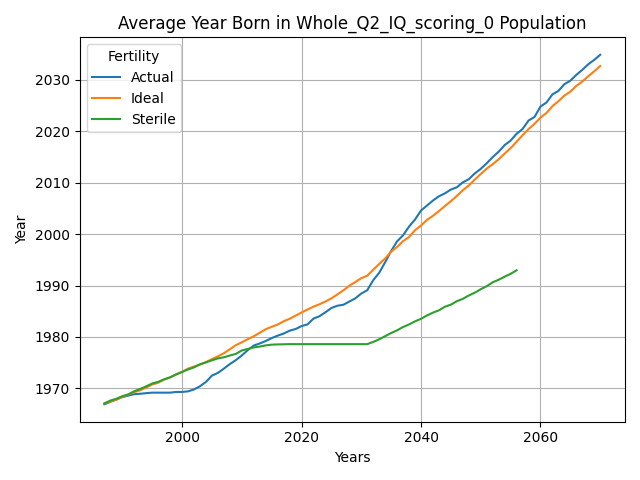 Average Year Born in Whole_Q2_IQ_scoring_0 Population
Fertility
Actual
Ideal
Sterile
2030
2020
2010
2000
1990
1980
1970
Year
2000 2020 2040 2060
Years